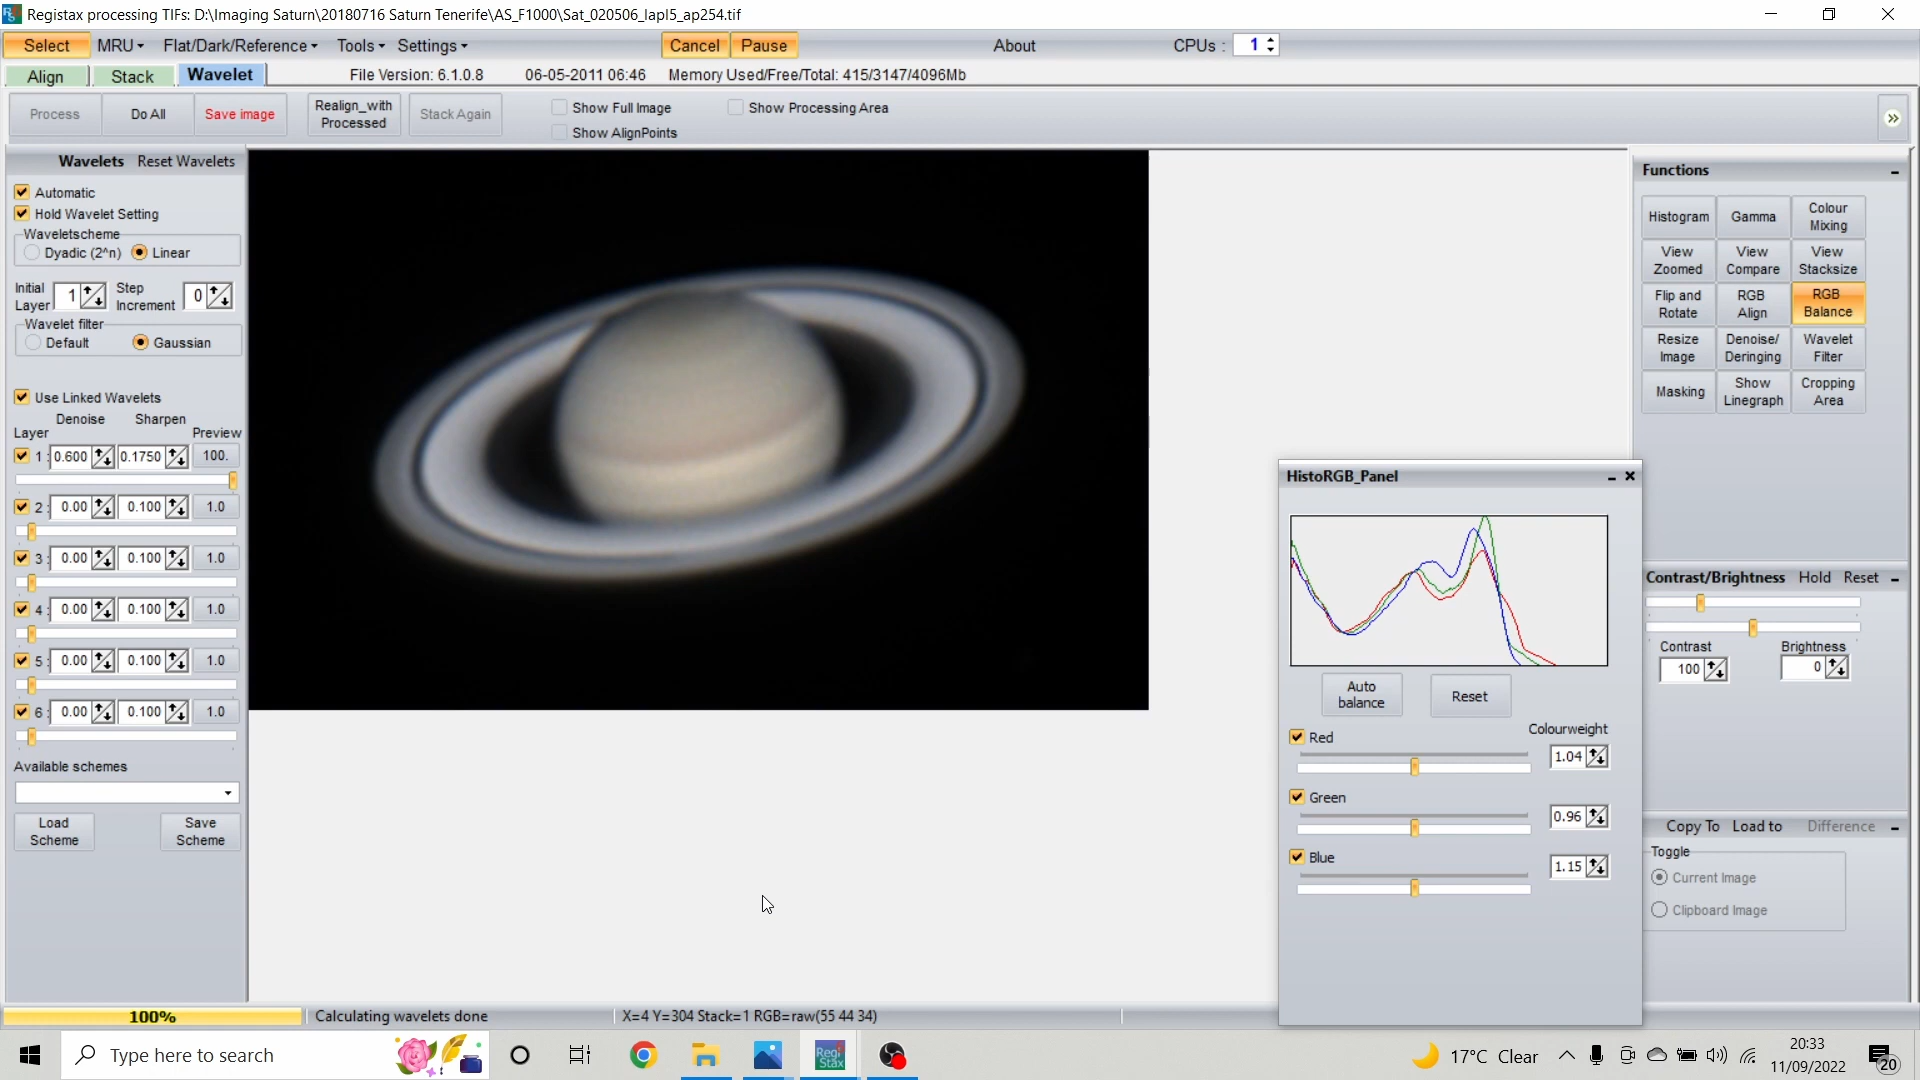 Registax processing TIFs: D:\Imaging Saturn\20180716 Saturn Tenerife\AS_F1000\Sat_020506_lapl5_ap254.tif
Select MRU Flat/Dark/Reference Tools Settings Cancel Pause About CPUs : 1
Align Stack Wavelet File Version: 6.1.0.8 06-05-2011 06:46 Memory Used/Free/Total: 415/3147/4096Mb
Process Do All Save image Realign_with Processed Stack Again
Show Full Image Show Processing Area
Show AlignPoints
Wavelets Reset Wavelets
Automatic
Hold Wavelet Setting
Waveletscheme
Dyadic (2^n) Linear
Initial Layer 1 Step Increment 0
Wavelet filter
Default Gaussian
Use Linked Wavelets
Denoise Sharpen
Layer Preview
1 : 0.600 0.1750 100.
2 : 0.00 0.100 1.0
3 : 0.00 0.100 1.0
4 : 0.00 0.100 1.0
5 : 0.00 0.100 1.0
6 : 0.00 0.100 1.0
Available schemes
Load Scheme Save Scheme
Functions
Histogram Gamma Colour Mixing
View Zoomed View Compare View Stacksize
Flip and Rotate RGB Align RGB Balance
Resize Image Denoise/ Deringing Wavelet Filter
Masking Show Linegraph Cropping Area
HistoRGB_Panel
Auto balance Reset
Colourweight
Red 1.04
Green 0.96
Blue 1.15
Contrast/Brightness Hold Reset
Contrast Brightness
100 0
Copy To Load to Difference
Toggle
Current Image
Clipboard Image
100% Calculating wavelets done X=4 Y=304 Stack=1 RGB=raw(55 44 34)
Type here to search
Regi Stax
17°C Clear
20:33
11/09/2022
20